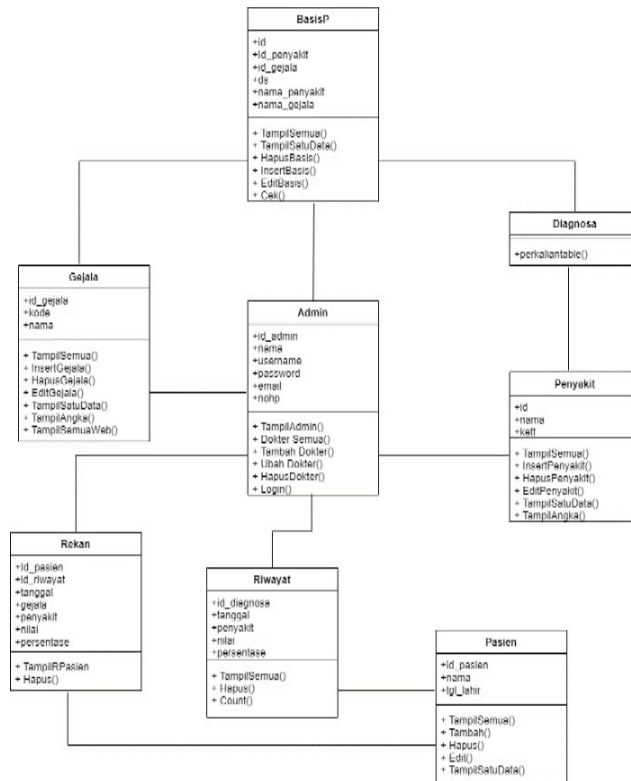 BasisP
+id
+id_penyakit
+id_gejala
+ds
+nama_penyakit
+nama_gejala
+ TampilSemua()
+ TampilSatuData()
+ HapusBasis()
+ InsertBasis()
+ EditBasis()
+ Cek()
Diagnosa
+perkaliantable()
Gejala
+id_gejala
+kode
+nama
+ TampilSemua()
+ InsertGejala()
+ HapusGejala()
+ EditGejala()
+ TampilSatuData()
+ TampilAngka()
+ TampilSemuaWeb()
Admin
+id_admin
+nama
+username
+password
+email
+nohp
+ TampilAdmin()
+ Dokter Semua()
+ Tambah Dokter()
+ Ubah Dokter()
+ HapusDokter()
+ Login()
Penyakit
+id
+nama
+kett
+ TampilSemua()
+ InsertPenyakit()
+ HapusPenyakit()
+ EditPenyakit()
+ TampilSatuData()
+ TampilAngka()
Rekan
+id_pasien
+id_riwayat
+tanggal
+gejala
+penyakit
+nilai
+persentase
+ TampilRPasien
+ Hapus()
Riwayat
+id_diagnosa
+tanggal
+penyakit
+nilai
+persentase
+ TampilSemua()
+ Hapus()
+ Count()
Pasien
+id_pasien
+nama
+tgl_lahir
+ TampilSemua()
+ Tambah()
+ Hapus()
+ Edit()
+ TampilSatuData()